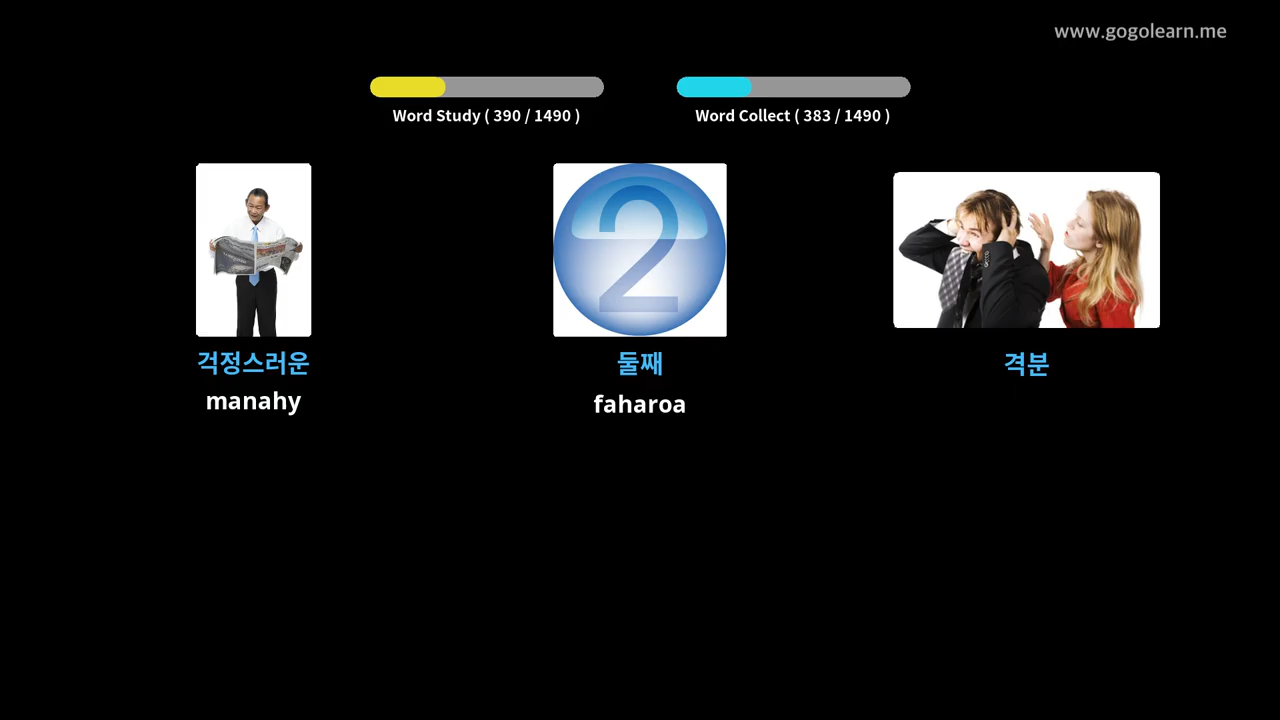 www.gogolearn.me
Word Study ( 390 / 1490 )
Word Collect ( 383 / 1490 )
2
걱정스러운
둘째
격분
manahy
faharoa